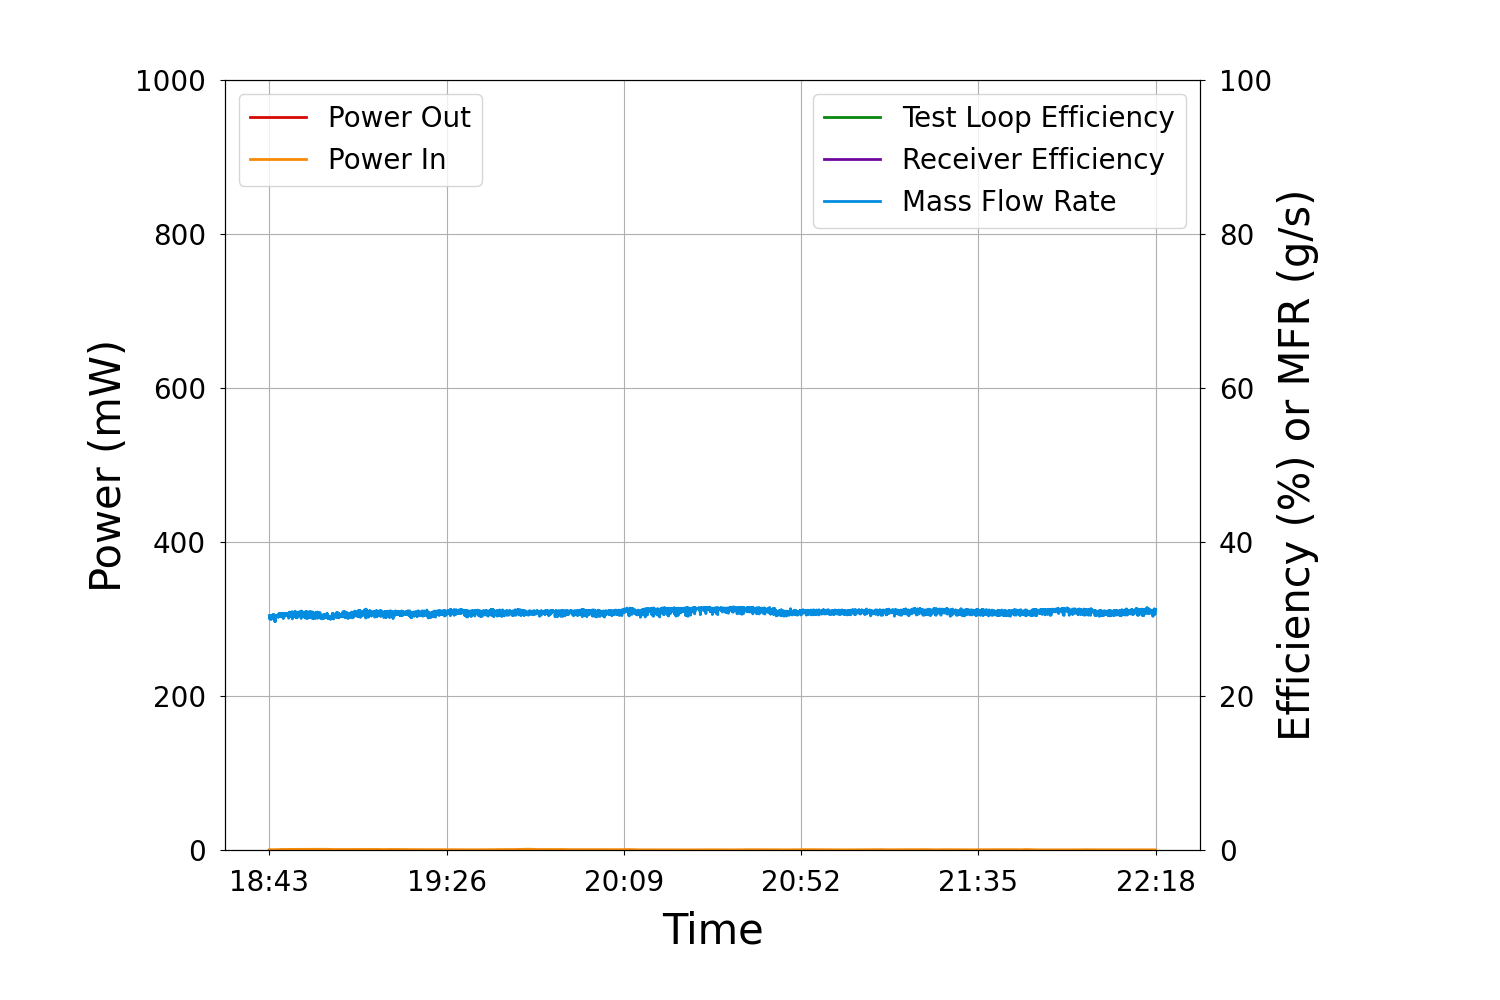 1000
800
600
400
200
0
Power (mW)
Power Out
Power In
Test Loop Efficiency
Receiver Efficiency
Mass Flow Rate
100
80
60
40
20
0
Efficiency (%) or MFR (g/s)
18:43 19:26 20:09 20:52 21:35 22:18
Time